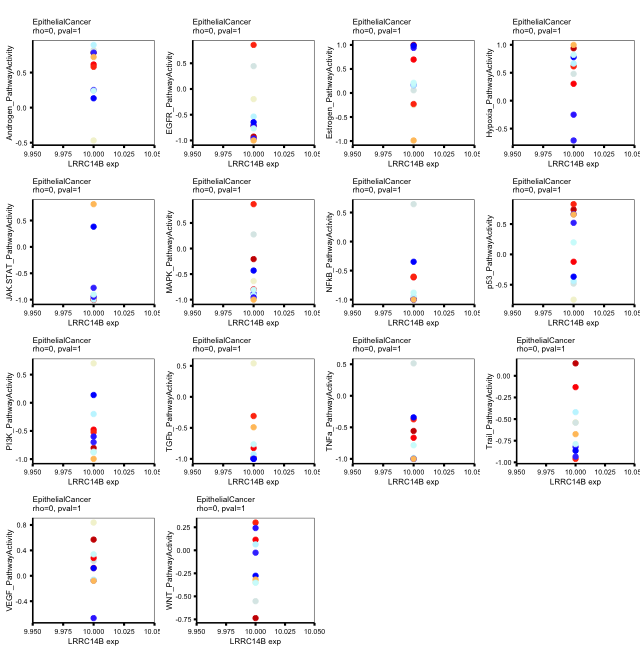 EpithelialCancer
rho=0, pval=1
Androgen_PathwayActivity
0.5
0.0
-0.5
9.950 9.975 10.000 10.025 10.05
LRRC14B exp
EpithelialCancer
rho=0, pval=1
EGFR_PathwayActivity
0.5
0.0
-0.5
-1.0
9.950 9.975 10.000 10.025 10.05
LRRC14B exp
EpithelialCancer
rho=0, pval=1
Estrogen_PathwayActivity
1.0
0.5
0.0
-0.5
-1.0
9.950 9.975 10.000 10.025 10.05
LRRC14B exp
EpithelialCancer
rho=0, pval=1
Hypoxia_PathwayActivity
1.0
0.5
0.0
-0.5
9.950 9.975 10.000 10.025 10.05
LRRC14B exp
EpithelialCancer
rho=0, pval=1
JAK-STAT_PathwayActivity
0.5
0.0
-0.5
-1.0
9.950 9.975 10.000 10.025 10.05
LRRC14B exp
EpithelialCancer
rho=0, pval=1
MAPK_PathwayActivity
0.5
0.0
-0.5
-1.0
9.950 9.975 10.000 10.025 10.05
LRRC14B exp
EpithelialCancer
rho=0, pval=1
NFkB_PathwayActivity
0.5
0.0
-0.5
-1.0
9.950 9.975 10.000 10.025 10.05
LRRC14B exp
EpithelialCancer
rho=0, pval=1
p53_PathwayActivity
0.5
0.0
-0.5
9.950 9.975 10.000 10.025 10.05
LRRC14B exp
EpithelialCancer
rho=0, pval=1
PI3K_PathwayActivity
0.5
0.0
-0.5
-1.0
9.950 9.975 10.000 10.025 10.05
LRRC14B exp
EpithelialCancer
rho=0, pval=1
TGFb_PathwayActivity
0.5
0.0
-0.5
-1.0
9.950 9.975 10.000 10.025 10.05
LRRC14B exp
EpithelialCancer
rho=0, pval=1
TNFa_PathwayActivity
0.5
0.0
-0.5
-1.0
9.950 9.975 10.000 10.025 10.05
LRRC14B exp
EpithelialCancer
rho=0, pval=1
Trail_PathwayActivity
0.00
-0.25
-0.50
-0.75
-1.00
9.950 9.975 10.000 10.025 10.05
LRRC14B exp
EpithelialCancer
rho=0, pval=1
VEGF_PathwayActivity
0.8
0.4
0.0
-0.4
9.950 9.975 10.000 10.025 10.05
LRRC14B exp
EpithelialCancer
rho=0, pval=1
WNT_PathwayActivity
0.25
0.00
-0.25
-0.50
-0.75
9.950 9.975 10.000 10.025 10.050
LRRC14B exp